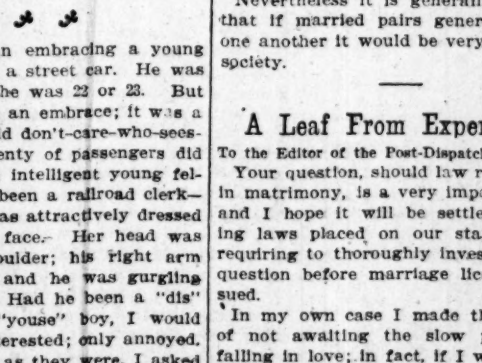 n embracing a young
a street car. He was
he was 22 or 23. But
an embrace; it was a
d don't-care-who-sees-
enty of passengers did
intelligent young fel-
been a railroad clerk—
as attractively dressed
face. Her head was
oulder; his right arm
and he was gurgling
Had he been a "dis"
"youse" boy, I would
erested; only annoyed.
as they were, I asked
Nevertheless it is general
that if married pairs gener
one another it would be very
society.
A Leaf From Exper
To the Editor of the Post-Dispatch
Your question, should law r
in matrimony, is a very impo
and I hope it will be settle
ing laws placed on our sta
requiring to thoroughly inves
question before marriage lic
sued.
In my own case I made th
of not awaiting the slow
falling in love; in fact, if I w